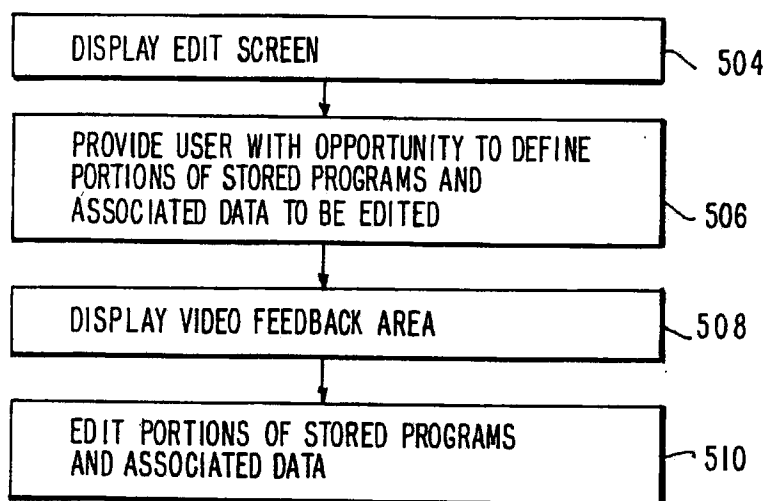 DISPLAY EDIT SCREEN
504
PROVIDE USER WITH OPPORTUNITY TO DEFINE
PORTIONS OF STORED PROGRAMS AND
ASSOCIATED DATA TO BE EDITED
506
DISPLAY VIDEO FEEDBACK AREA
508
EDIT PORTIONS OF STORED PROGRAMS
AND ASSOCIATED DATA
510